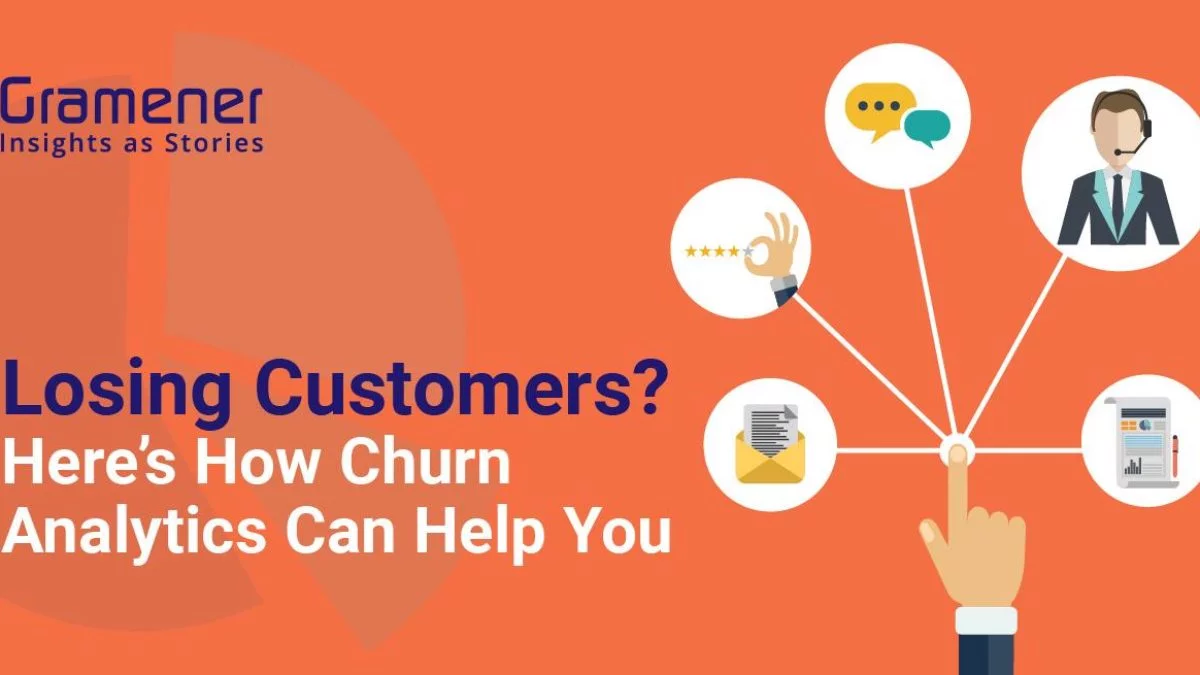 Gramener
Insights as Stories
Losing Customers?
Here’s How Churn
Analytics Can Help You